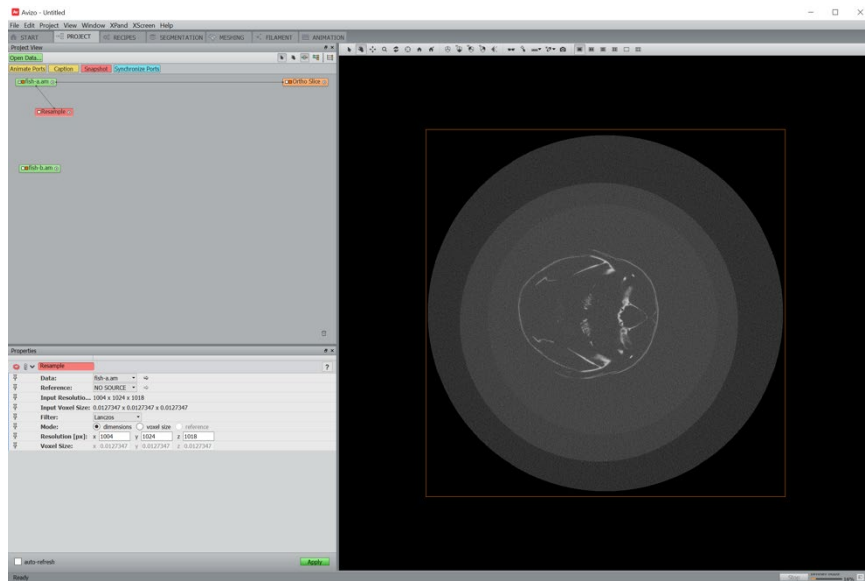 Avizo - Untitled
File Edit Project View Window XPand XScreen Help
START PROJECT RECIPES SEGMENTATION MESHING FILAMENT ANIMATION
Project View
Open Data...
Animate Ports Caption Snapshot Synchronize Ports
fish-a.am Ortho Slice
Resample
fish-b.am
Properties
Resample ?
Data: fish-a.am
Reference: NO SOURCE
Input Resolutio... 1004 x 1024 x 1018
Input Voxel Size: 0.0127347 x 0.0127347 x 0.0127347
Filter: Lanczos
Mode: dimensions voxel size reference
Resolution [px]: x 1004 y 1024 z 1018
Voxel Size: x 0.0127347 y 0.0127347 z 0.0127347
auto-refresh Apply
Ready Stop